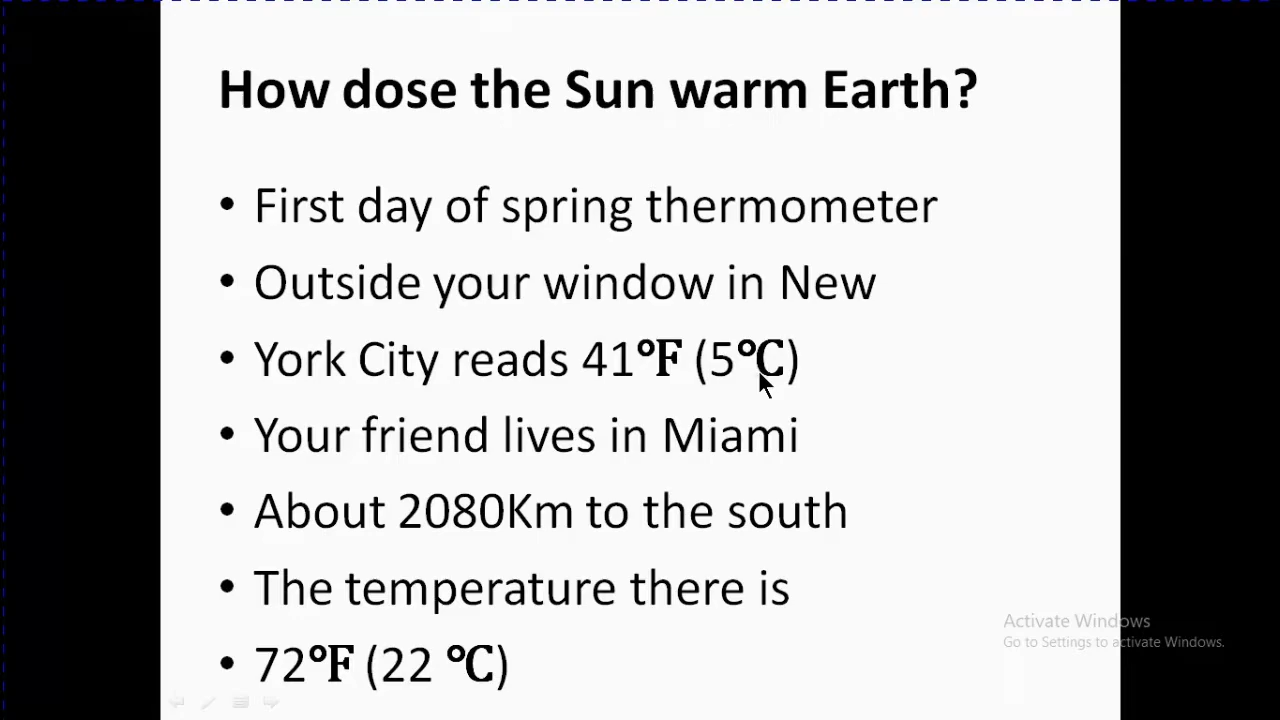 How dose the Sun warm Earth?
• First day of spring thermometer
• Outside your window in New
• York City reads 41°F (5°C)
• Your friend lives in Miami
• About 2080Km to the south
• The temperature there is
• 72°F (22 °C)
Activate Windows
Go to Settings to activate Windows.